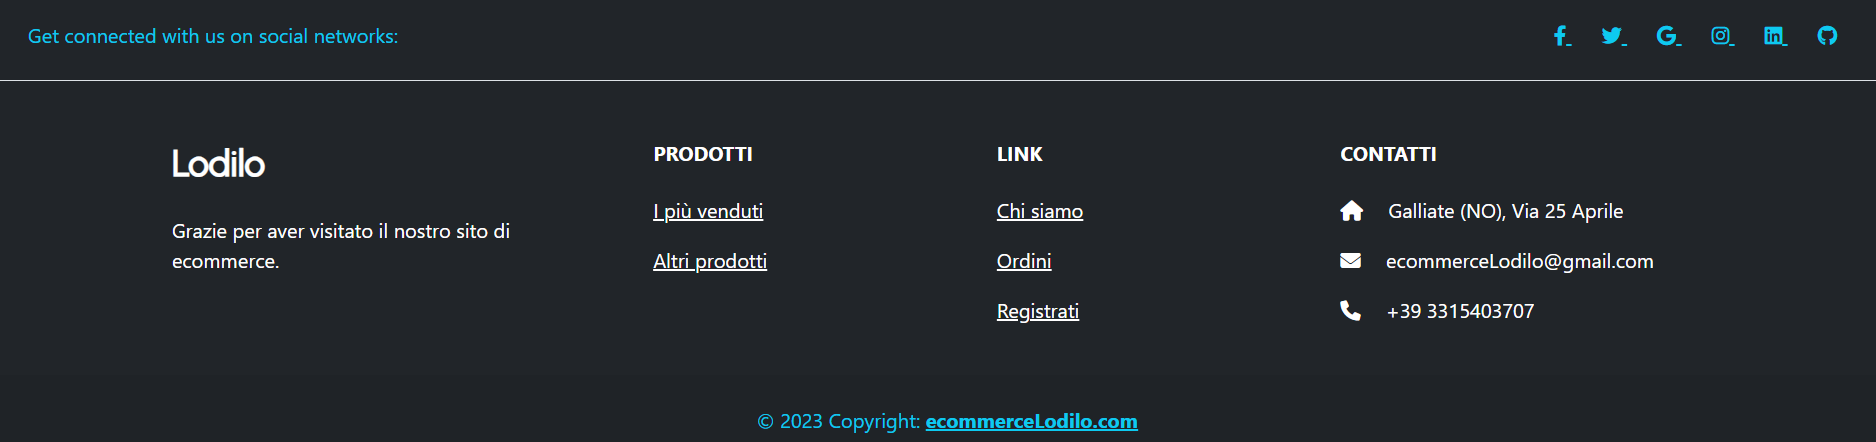 Get connected with us on social networks:
Lodilo
Grazie per aver visitato il nostro sito di
ecommerce.
PRODOTTI
I più venduti
Altri prodotti
LINK
Chi siamo
Ordini
Registrati
CONTATTI
Galliate (NO), Via 25 Aprile
ecommerceLodilo@gmail.com
+39 3315403707
© 2023 Copyright: ecommerceLodilo.com